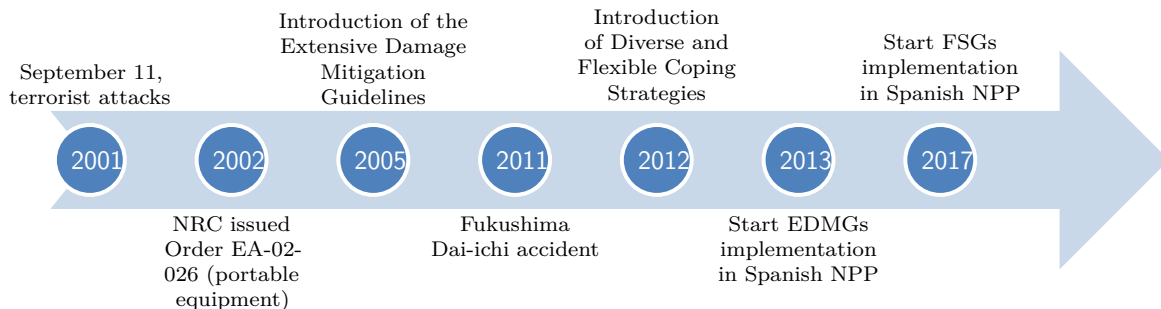 September 11,
terrorist attacks
2001
2002
NRC issued
Order EA-02-
026 (portable
equipment)
Introduction of the
Extensive Damage
Mitigation
Guidelines
2005
2011
Fukushima
Dai-ichi accident
Introduction
of Diverse and
Flexible Coping
Strategies
2012
2013
Start EDMGs
implementation
in Spanish NPP
Start FSGs
implementation
in Spanish NPP
2017